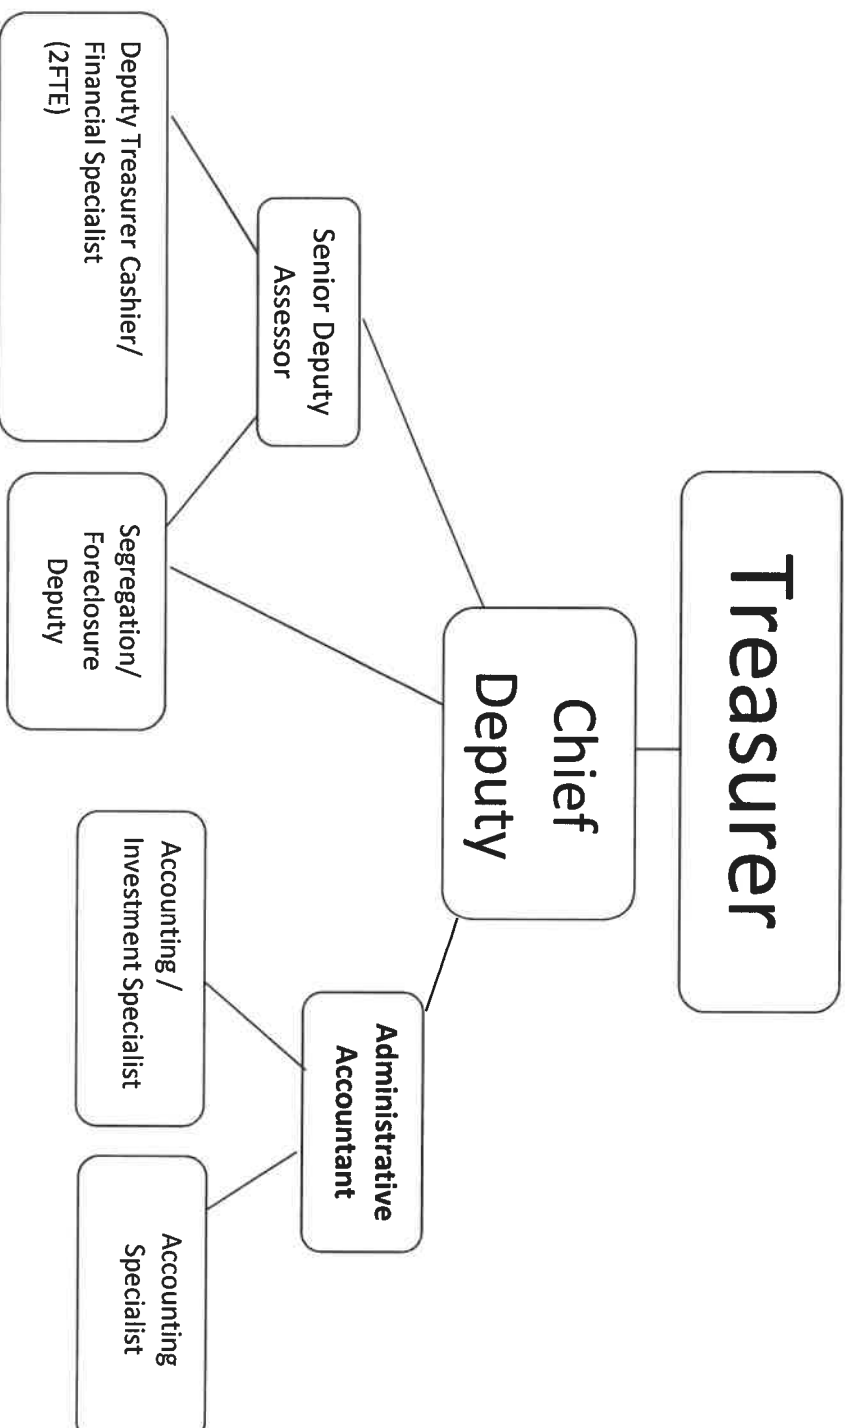 Treasurer
Chief
Deputy
Senior Deputy
Assessor
Administrative
Accountant
Deputy Treasurer Cashier/
Financial Specialist
(2FTE)
Segregation/
Foreclosure
Deputy
Accounting /
Investment Specialist
Accounting
Specialist